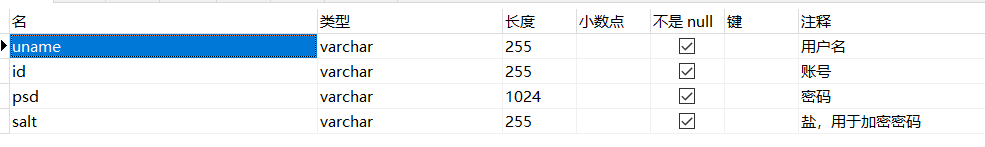 名 类型 长度 小数点 不是 null 键 注释
uname varchar 255 用户名
id varchar 255 账号
psd varchar 1024 密码
salt varchar 255 盐，用于加密密码